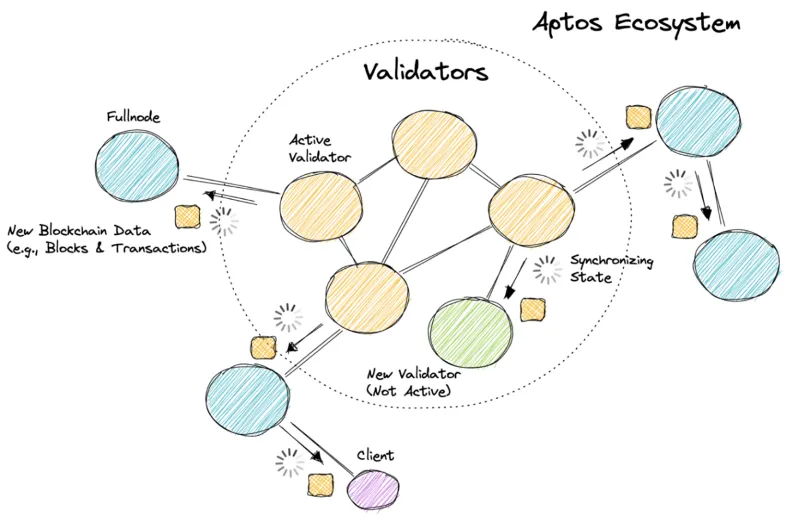 Aptos Ecosystem
Validators
Fullnode
Active
Validator
New Blockchain Data
(e.g., Blocks & Transactions)
Synchronizing
State
New Validator
(Not Active)
Client